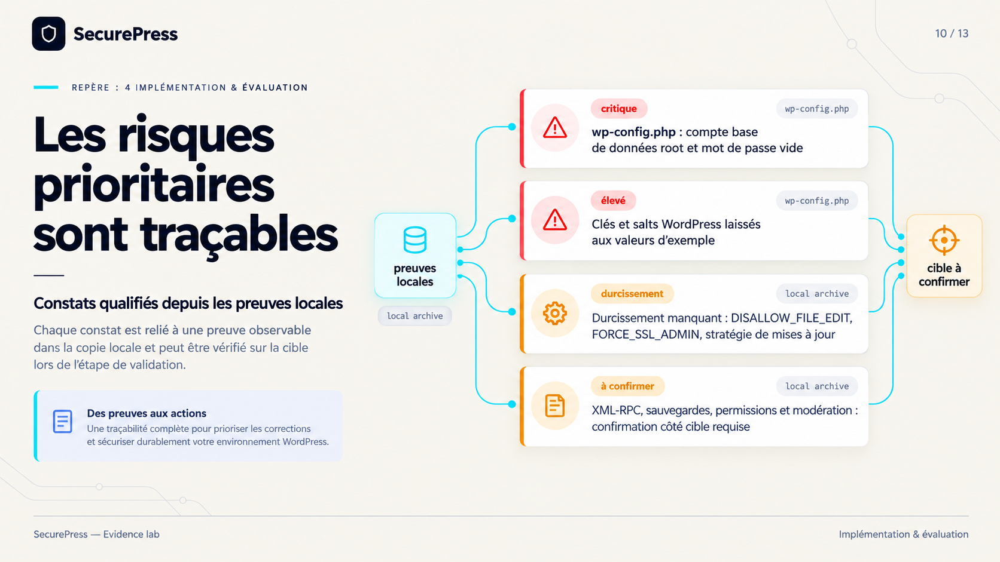 SecurePress
10 / 13
REPÈRE : 4 IMPLÉMENTATION & ÉVALUATION
Les risques
prioritaires
sont traçables
Constats qualifiés depuis les preuves locales
Chaque constat est relié à une preuve observable
dans la copie locale et peut être vérifié sur la cible
lors de l'étape de validation.
Des preuves aux actions
Une traçabilité complète pour prioriser les corrections
et sécuriser durablement votre environnement WordPress.
preuves
locales
local archive
critique
wp-config.php
wp-config.php : compte base
de données root et mot de passe vide
élevé
wp-config.php
Clés et salts WordPress laissés
aux valeurs d'exemple
durcissement
local archive
Durcissement manquant : DISALLOW_FILE_EDIT,
FORCE_SSL_ADMIN, stratégie de mises à jour
à confirmer
local archive
XML-RPC, sauvegardes, permissions et modération :
confirmation côté cible requise
cible à
confirmer
SecurePress — Evidence lab
Implémentation & évaluation